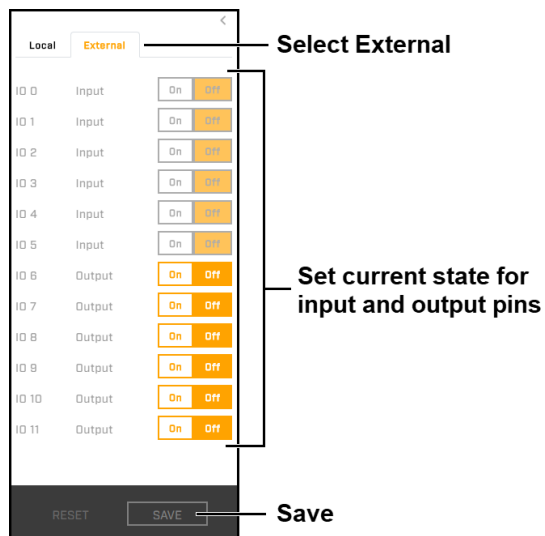 <
Local External Select External
IO 0 Input On Off
IO 1 Input On Off
IO 2 Input On Off
IO 3 Input On Off
IO 4 Input On Off
IO 5 Input On Off
IO 6 Output On Off
Set current state for
IO 7 Output On Off
input and output pins
IO 8 Output On Off
IO 9 Output On Off
IO 10 Output On Off
IO 11 Output On Off
RESET SAVE Save